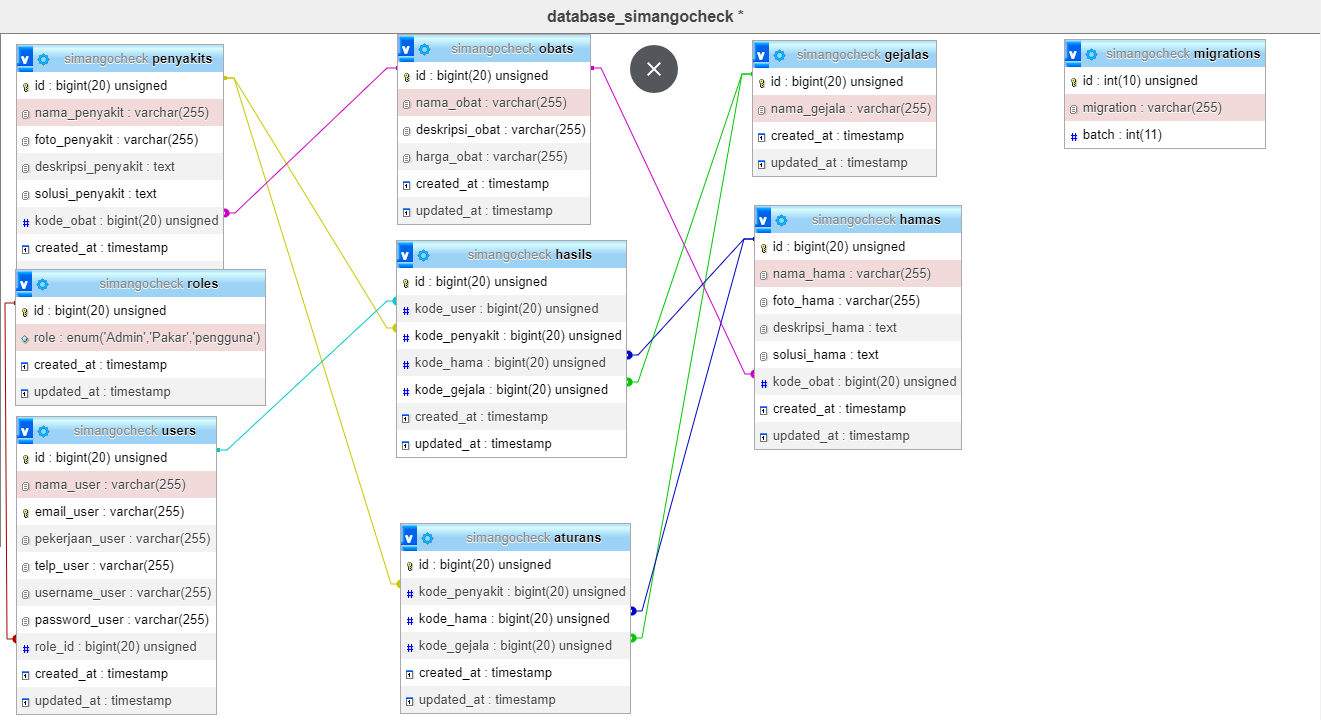 database_simangocheck *
simangocheck penyakits
id : bigint(20) unsigned
nama_penyakit : varchar(255)
foto_penyakit : varchar(255)
deskripsi_penyakit : text
solusi_penyakit : text
kode_obat : bigint(20) unsigned
created_at : timestamp
simangocheck roles
id : bigint(20) unsigned
role : enum('Admin','Pakar','pengguna')
created_at : timestamp
updated_at : timestamp
simangocheck users
id : bigint(20) unsigned
nama_user : varchar(255)
email_user : varchar(255)
pekerjaan_user : varchar(255)
telp_user : varchar(255)
username_user : varchar(255)
password_user : varchar(255)
role_id : bigint(20) unsigned
created_at : timestamp
updated_at : timestamp
simangocheck obats
id : bigint(20) unsigned
nama_obat : varchar(255)
deskripsi_obat : varchar(255)
harga_obat : varchar(255)
created_at : timestamp
updated_at : timestamp
simangocheck hasils
id : bigint(20) unsigned
kode_user : bigint(20) unsigned
kode_penyakit : bigint(20) unsigned
kode_hama : bigint(20) unsigned
kode_gejala : bigint(20) unsigned
created_at : timestamp
updated_at : timestamp
simangocheck aturans
id : bigint(20) unsigned
kode_penyakit : bigint(20) unsigned
kode_hama : bigint(20) unsigned
kode_gejala : bigint(20) unsigned
created_at : timestamp
updated_at : timestamp
simangocheck gejalas
id : bigint(20) unsigned
nama_gejala : varchar(255)
created_at : timestamp
updated_at : timestamp
simangocheck hamas
id : bigint(20) unsigned
nama_hama : varchar(255)
foto_hama : varchar(255)
deskripsi_hama : text
solusi_hama : text
kode_obat : bigint(20) unsigned
created_at : timestamp
updated_at : timestamp
simangocheck migrations
id : int(10) unsigned
migration : varchar(255)
batch : int(11)